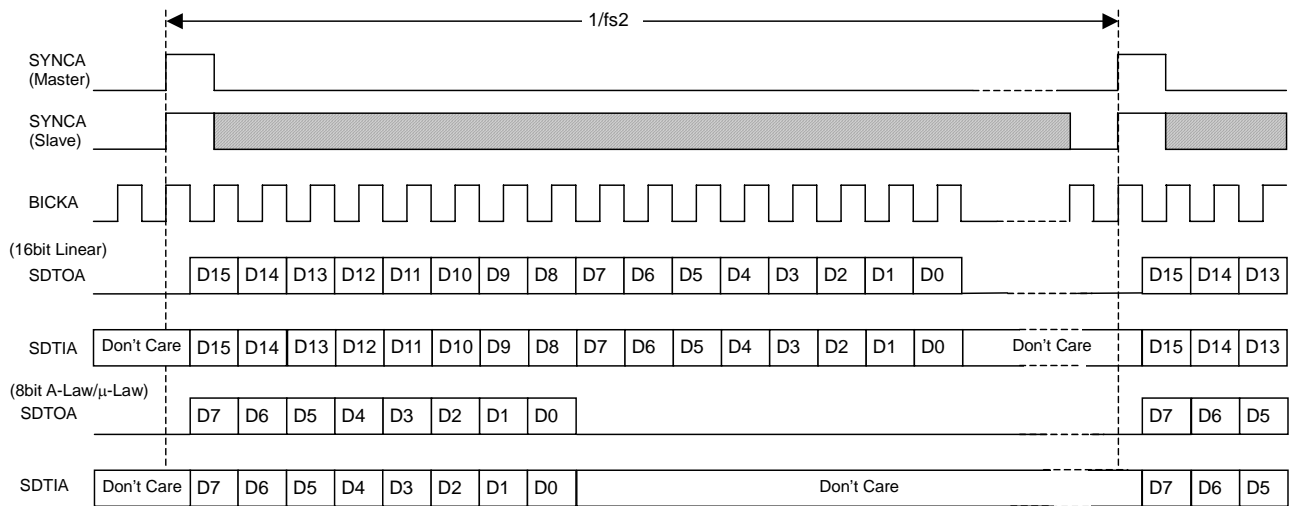 1/fs2
SYNCA
(Master)
SYNCA
(Slave)
BICKA
(16bit Linear)
SDTOA D15 D14 D13 D12 D11 D10 D9 D8 D7 D6 D5 D4 D3 D2 D1 D0 D15 D14 D13
SDTIA Don't Care D15 D14 D13 D12 D11 D10 D9 D8 D7 D6 D5 D4 D3 D2 D1 D0 Don't Care D15 D14 D13
(8bit A-Law/μ-Law)
SDTOA D7 D6 D5 D4 D3 D2 D1 D0 D7 D6 D5
SDTIA Don't Care D7 D6 D5 D4 D3 D2 D1 D0 Don't Care D7 D6 D5